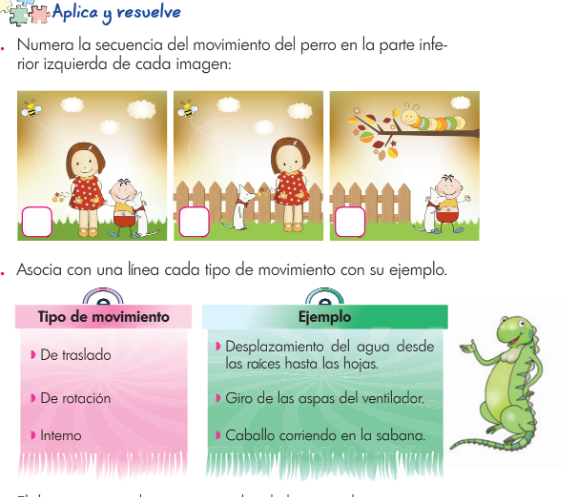 Aplica y resuelve
Numera la secuencia del movimiento del perro en la parte infe-
rior izquierda de cada imagen:
Asocia con una línea cada tipo de movimiento con su ejemplo.
Tipo de movimiento
De traslado
De rotación
Interno
Ejemplo
Desplazamiento del agua desde
las raíces hasta las hojas.
Giro de las aspas del ventilador.
Caballo corriendo en la sabana.